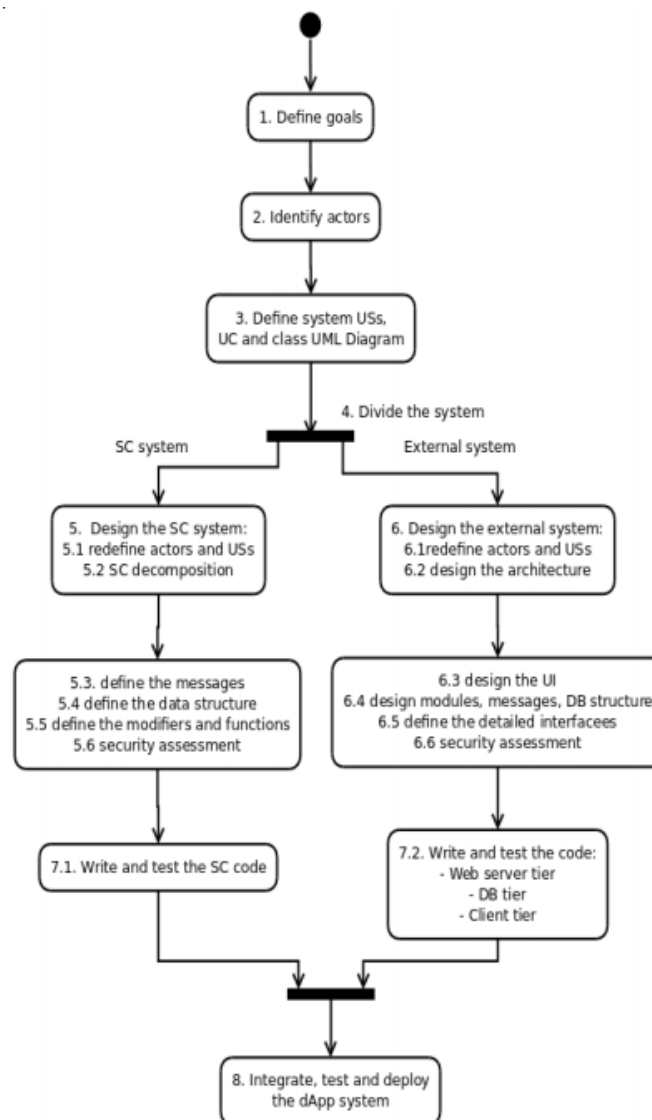 1. Define goals
2. Identify actors
3. Define system USs,
UC and class UML Diagram
4. Divide the system
SC system
External system
5.  Design the SC system:
5.1 redefine actors and USs
5.2 SC decomposition
6. Design the external system:
6.1redefine actors and USs
6.2 design the architecture
5.3. define the messages
5.4 define the data structure
5.5 define the modifiers and functions
5.6 security assessment
6.3 design the UI
6.4 design modules, messages, DB structure
6.5 define the detailed interfacees
6.6 security assessment
7.1. Write and test the SC code
7.2. Write and test the code:
- Web server tier
- DB tier
- Client tier
8. Integrate, test and deploy
the dApp system